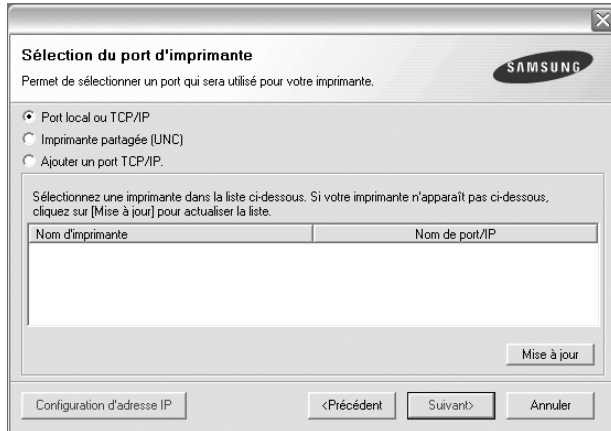 Sélection du port d'imprimante
Permet de sélectionner un port qui sera utilisé pour votre imprimante.
SAMSUNG
Port local ou TCP/IP
Imprimante partagée (UNC)
Ajouter un port TCP/IP.
Sélectionnez une imprimante dans la liste ci-dessous. Si votre imprimante n'apparaît pas ci-dessous,
cliquez sur [Mise à jour] pour actualiser la liste.
Nom d'imprimante Nom de port/IP
Mise à jour
Configuration d'adresse IP <Précédent Suivant> Annuler